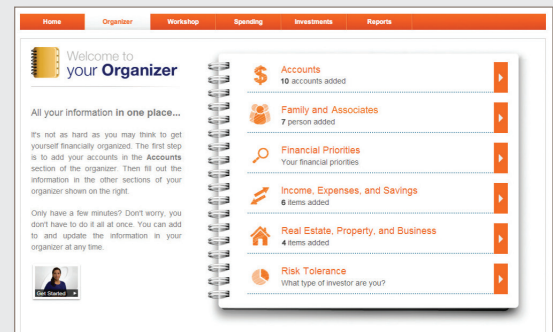 Home Organizer Workshop Spending Investments Reports
Welcome to
your Organizer
All your information in one place...
It's not as hard as you may think to get
yourself financially organized. The first step
is to add your accounts in the Accounts
section of the organizer. Then fill out the
information in the other sections of your
organizer shown on the right.
Only have a few minutes? Don't worry, you
don't have to do it all at once. You can add
to and update the information in your
organizer at any time.
Get Started
Accounts
10 accounts added
Family and Associates
7 person added
Financial Priorities
Your financial priorities
Income, Expenses, and Savings
6 items added
Real Estate, Property, and Business
4 items added
Risk Tolerance
What type of investor are you?